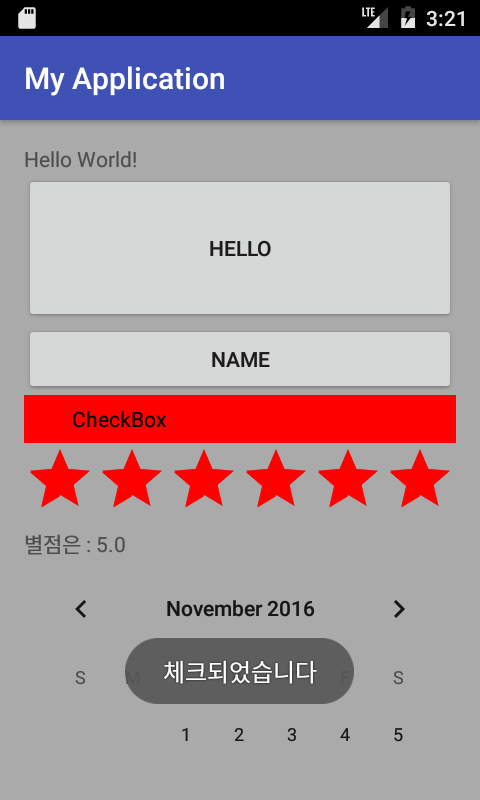 LTE 3:21
My Application
Hello World!
HELLO
NAME
CheckBox
별점은 : 5.0
November 2016
S M F S
체크되었습니다
1 2 3 4 5